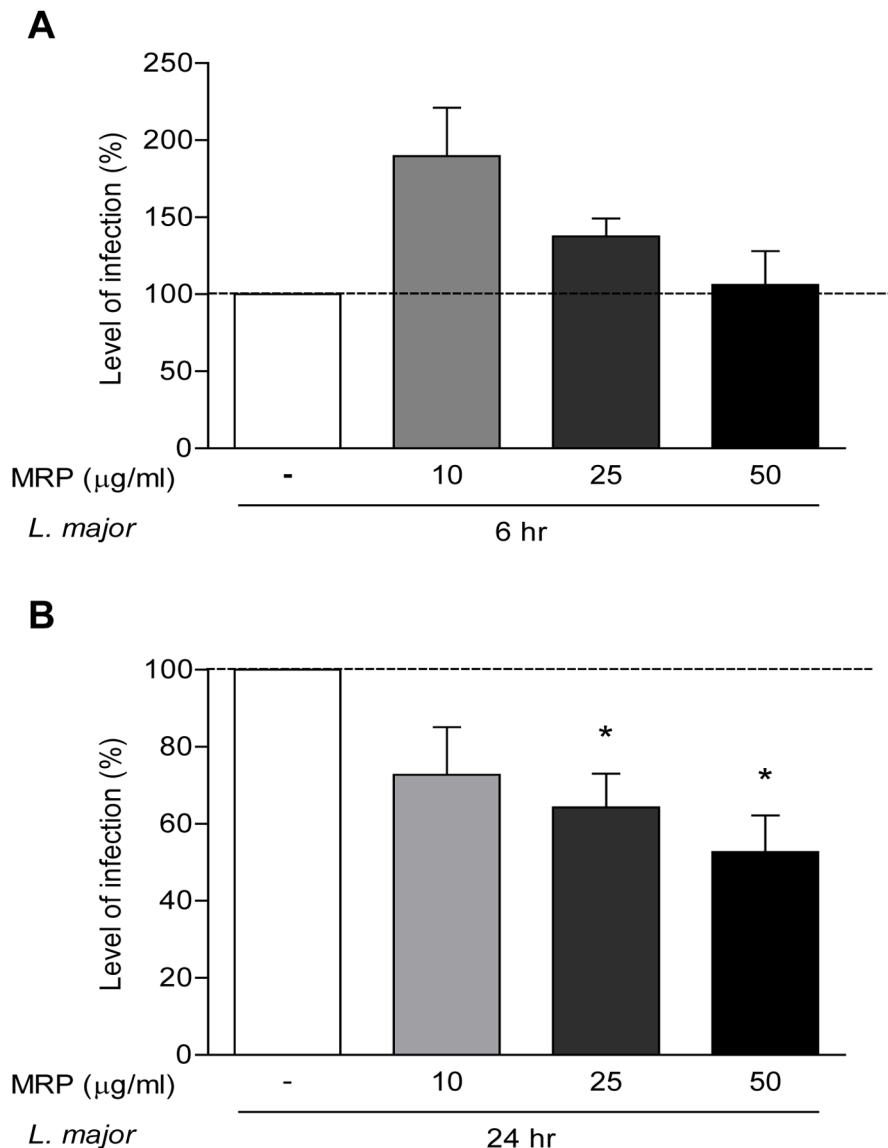 A
250
200
150
100
50
0
Level of infection (%)
MRP (μg/ml) - 10 25 50
L. major 6 hr
B
100
80
60
40
20
0
Level of infection (%)
*
*
MRP (μg/ml) - 10 25 50
L. major 24 hr